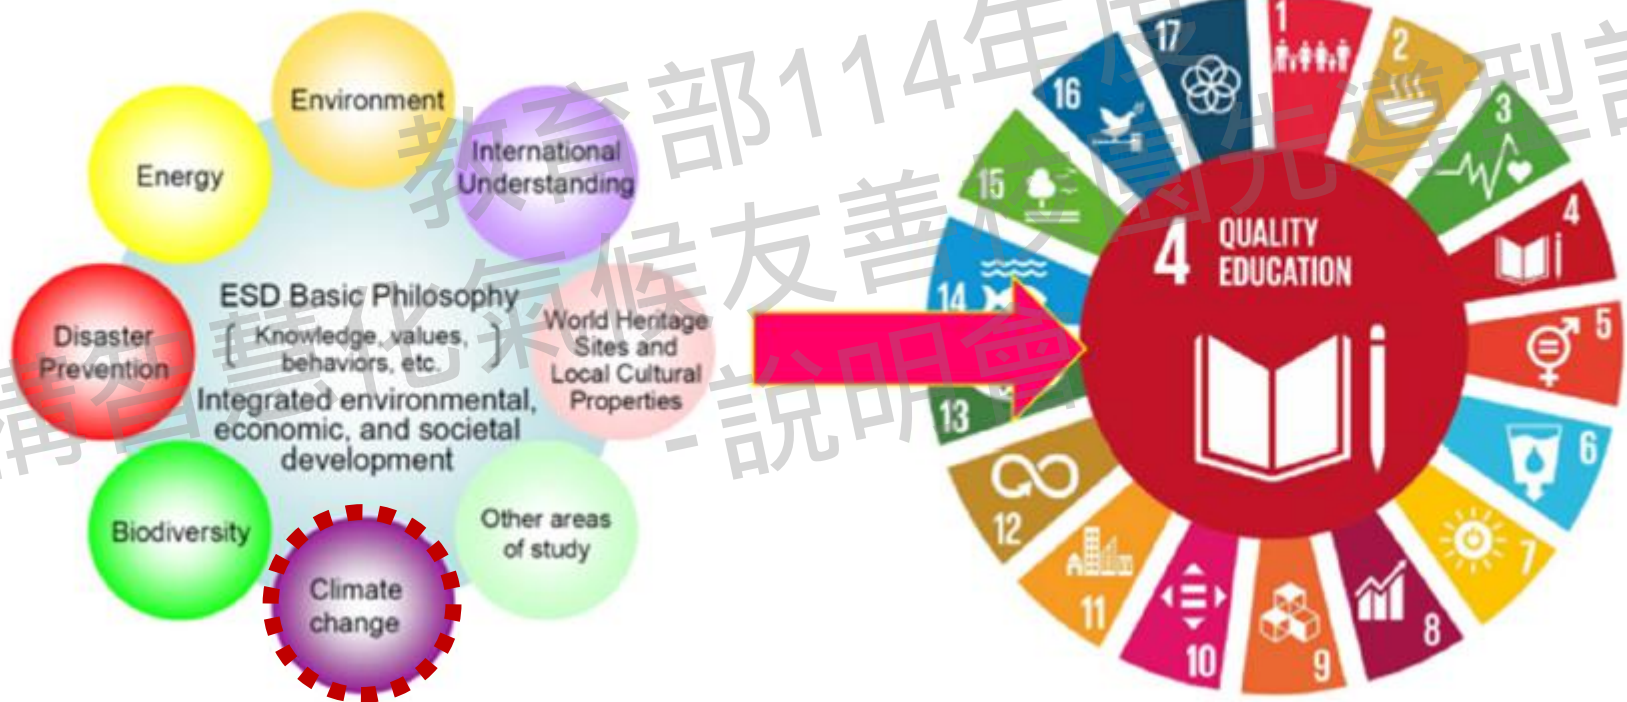 Environment
International
Understanding
Energy
ESD Basic Philosophy
Knowledge, values,
behaviors, etc.
Integrated environmental,
economic, and societal
development
World Heritage
Sites and
Local Cultural
Properties
Disaster
Prevention
Biodiversity
Other areas
of study
Climate
change
4 QUALITY
EDUCATION
1
2
3
4
5
6
7
8
9
10
11
12
13
14
15
16
17
教育部114年度
構智慧化氣候友善校園先導型
-說明會